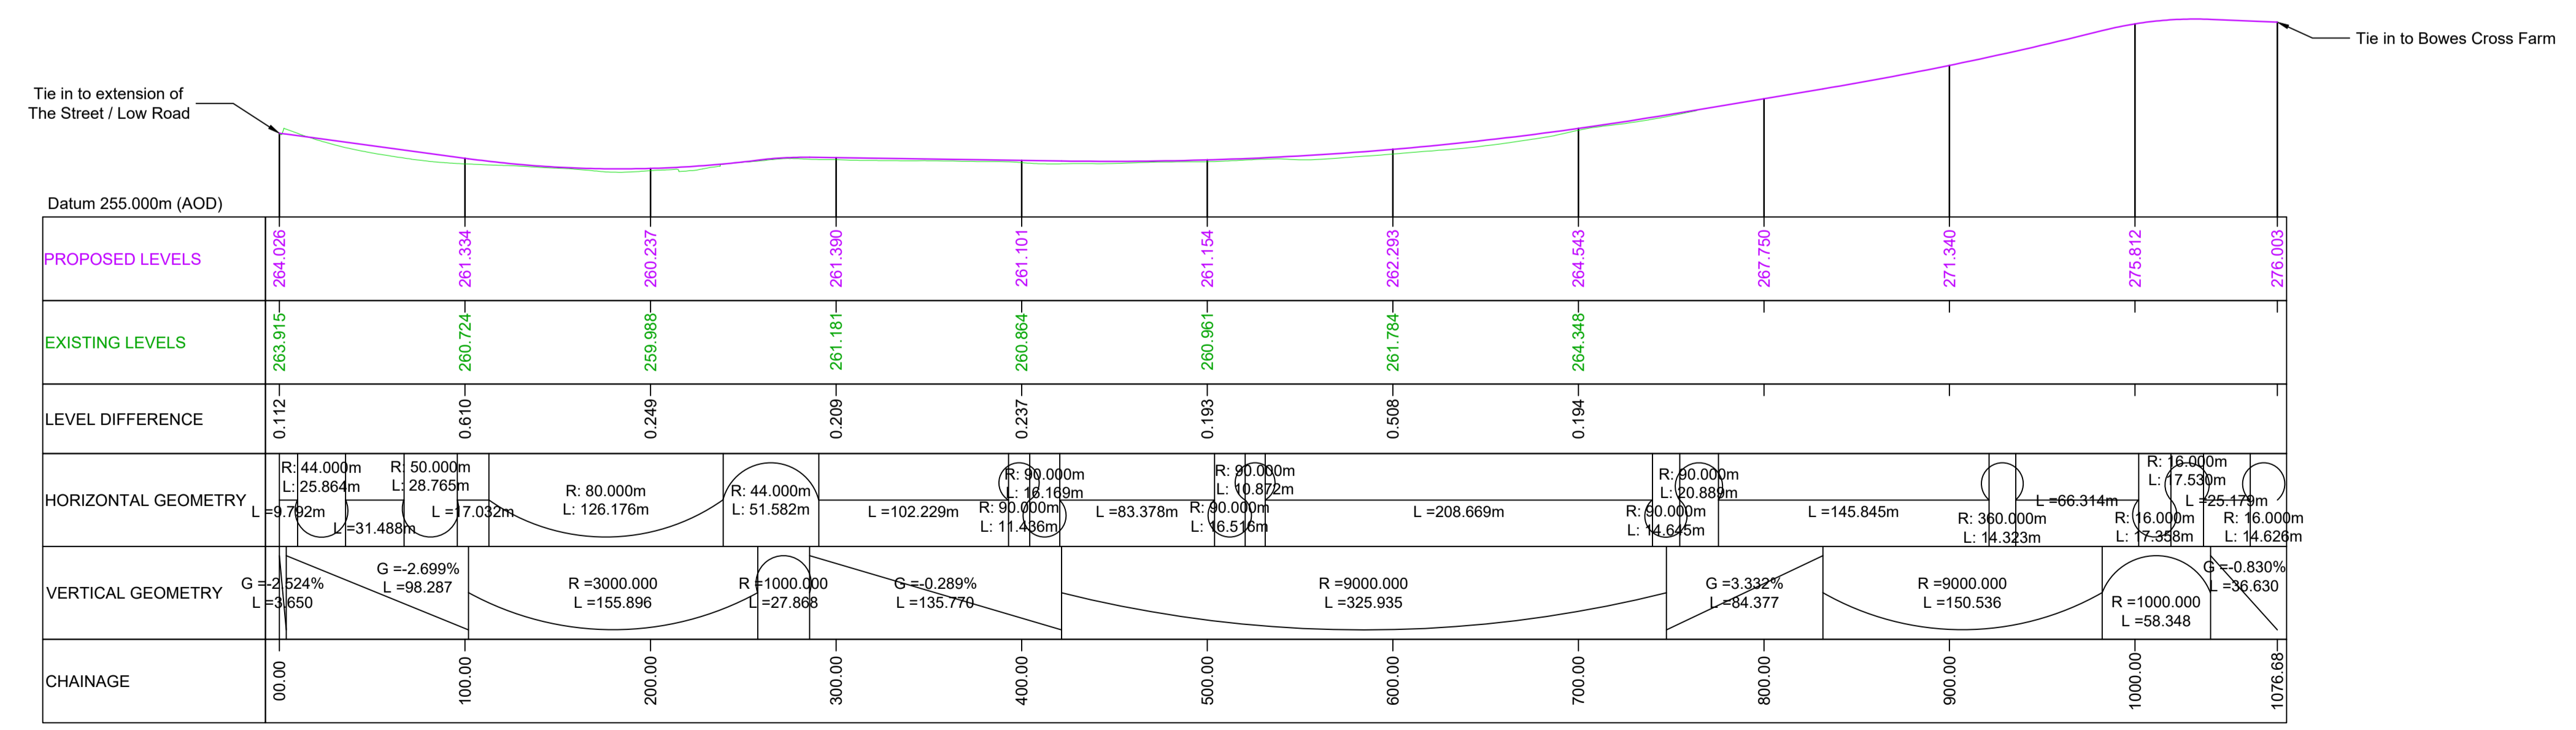 Tie in to Bowes Cross Farm
Tie in to extension of
The Street / Low Road
Datum 255.000m (AOD)
PROPOSED LEVELS
264.026
261.334
260.237
261.390
261.101
261.154
262.293
264.543
267.750
271.340
275.812
276.003
EXISTING LEVELS
263.915
260.724
259.988
261.181
260.864
260.961
261.784
264.348
LEVEL DIFFERENCE
0.112
0.610
0.249
0.209
0.237
0.193
0.508
0.194
HORIZONTAL GEOMETRY
L =9.792m
R: 44.000m
L: 25.864m
L =31.488m
R: 50.000m
L: 28.765m
L =17.032m
R: 80.000m
L: 126.176m
R: 44.000m
L: 51.582m
L =102.229m
R: 90.000m
L: 11.436m
R: 90.000m
L: 16.169m
L =83.378m
R: 90.000m
L: 16.516m
R: 90.000m
L: 10.872m
L =208.669m
R: 90.000m
L: 14.645m
R: 90.000m
L: 20.889m
L =145.845m
R: 360.000m
L: 14.323m
L =66.314m
R: 16.000m
L: 17.358m
R: 16.000m
L: 17.530m
L =25.179m
R: 16.000m
L: 14.626m
VERTICAL GEOMETRY
G =-2.524%
L =3.650
G =-2.699%
L =98.287
R =3000.000
L =155.896
R =1000.000
L =27.868
G =-0.289%
L =135.770
R =9000.000
L =325.935
G =3.332%
L =84.377
R =9000.000
L =150.536
R =1000.000
L =58.348
G =-0.830%
L =36.630
CHAINAGE
00.00
100.00
200.00
300.00
400.00
500.00
600.00
700.00
800.00
900.00
1000.00
1076.68